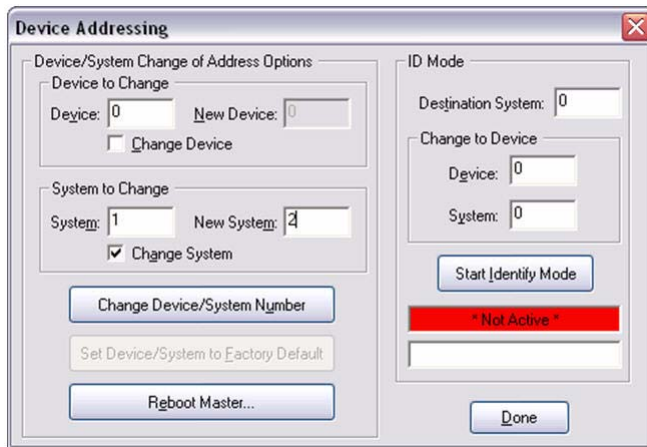 Device Addressing
Device/System Change of Address Options
Device to Change
Device: 0 New Device: 0
Change Device
System to Change
System: 1 New System: 2
Change System
Change Device/System Number
Set Device/System to Factory Default
Reboot Master...
ID Mode
Destination System: 0
Change to Device
Device: 0
System: 0
Start Identify Mode
* Not Active *
Done